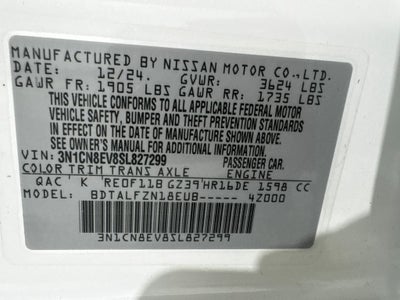 MANUFACTURED BY NISSAN MOTOR CO., LTD.
DATE: 12/24. GVWR: 3624 LBS
GAWR FR: 1905 LBS GAWR RR: 1735 LBS
THIS VEHICLE CONFORMS TO ALL APPLICABLE FEDERAL MOTOR
VEHICLE SAFETY, BUMPER AND THEFT PREVENTION STANDARDS
IN EFFECT ON THE DATE OF MANUFACTURE SHOWN ABOVE.
SEE OWNER'S MANUAL FOR ADDITIONAL INFORMATION.
VIN: 3N1CN8EV8SL827299 PASSENGER CAR.
COLOR TRIM TRANS AXLE ENGINE
QAC K RE0F11B GZ39 HR16DE 1598 CC
MODEL: BDTALFZN18EUB----- 4Z000
3N1CN8EV8SL827299